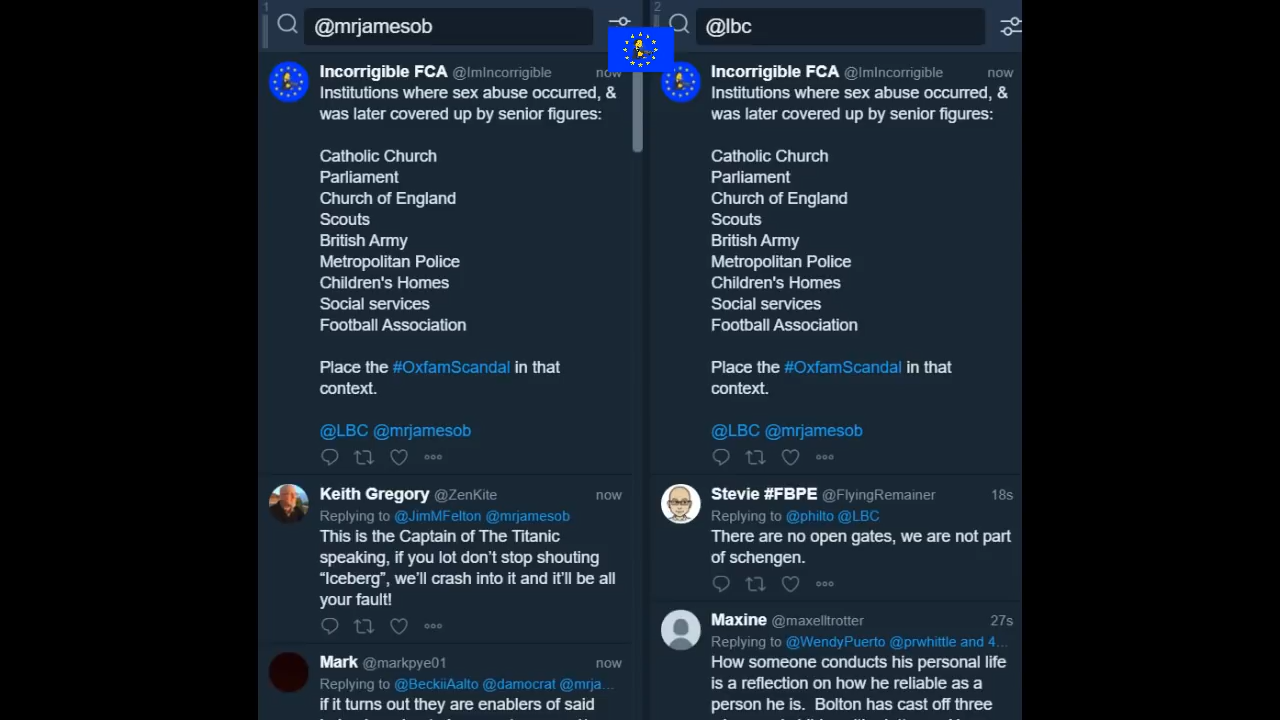 1
@mrjamesob
Incorrigible FCA @ImIncorrigible now
Institutions where sex abuse occurred, &
was later covered up by senior figures:
Catholic Church
Parliament
Church of England
Scouts
British Army
Metropolitan Police
Children's Homes
Social services
Football Association
Place the #OxfamScandal in that
context.
@LBC @mrjamesob
Keith Gregory @ZenKite now
Replying to @JimMFelton @mrjamesob
This is the Captain of The Titanic
speaking, if you lot don’t stop shouting
“Iceberg”, we’ll crash into it and it’ll be all
your fault!
Mark @markpye01 now
Replying to @BeckiiAalto @damocrat @mrja...
if it turns out they are enablers of said
2
@lbc
Incorrigible FCA @ImIncorrigible now
Institutions where sex abuse occurred, &
was later covered up by senior figures:
Catholic Church
Parliament
Church of England
Scouts
British Army
Metropolitan Police
Children's Homes
Social services
Football Association
Place the #OxfamScandal in that
context.
@LBC @mrjamesob
Stevie #FBPE @FlyingRemainer 18s
Replying to @philto @LBC
There are no open gates, we are not part
of schengen.
Maxine @maxelltrotter 27s
Replying to @WendyPuerto @prwhittle and 4...
How someone conducts his personal life
is a reflection on how he reliable as a
person he is. Bolton has cast off three